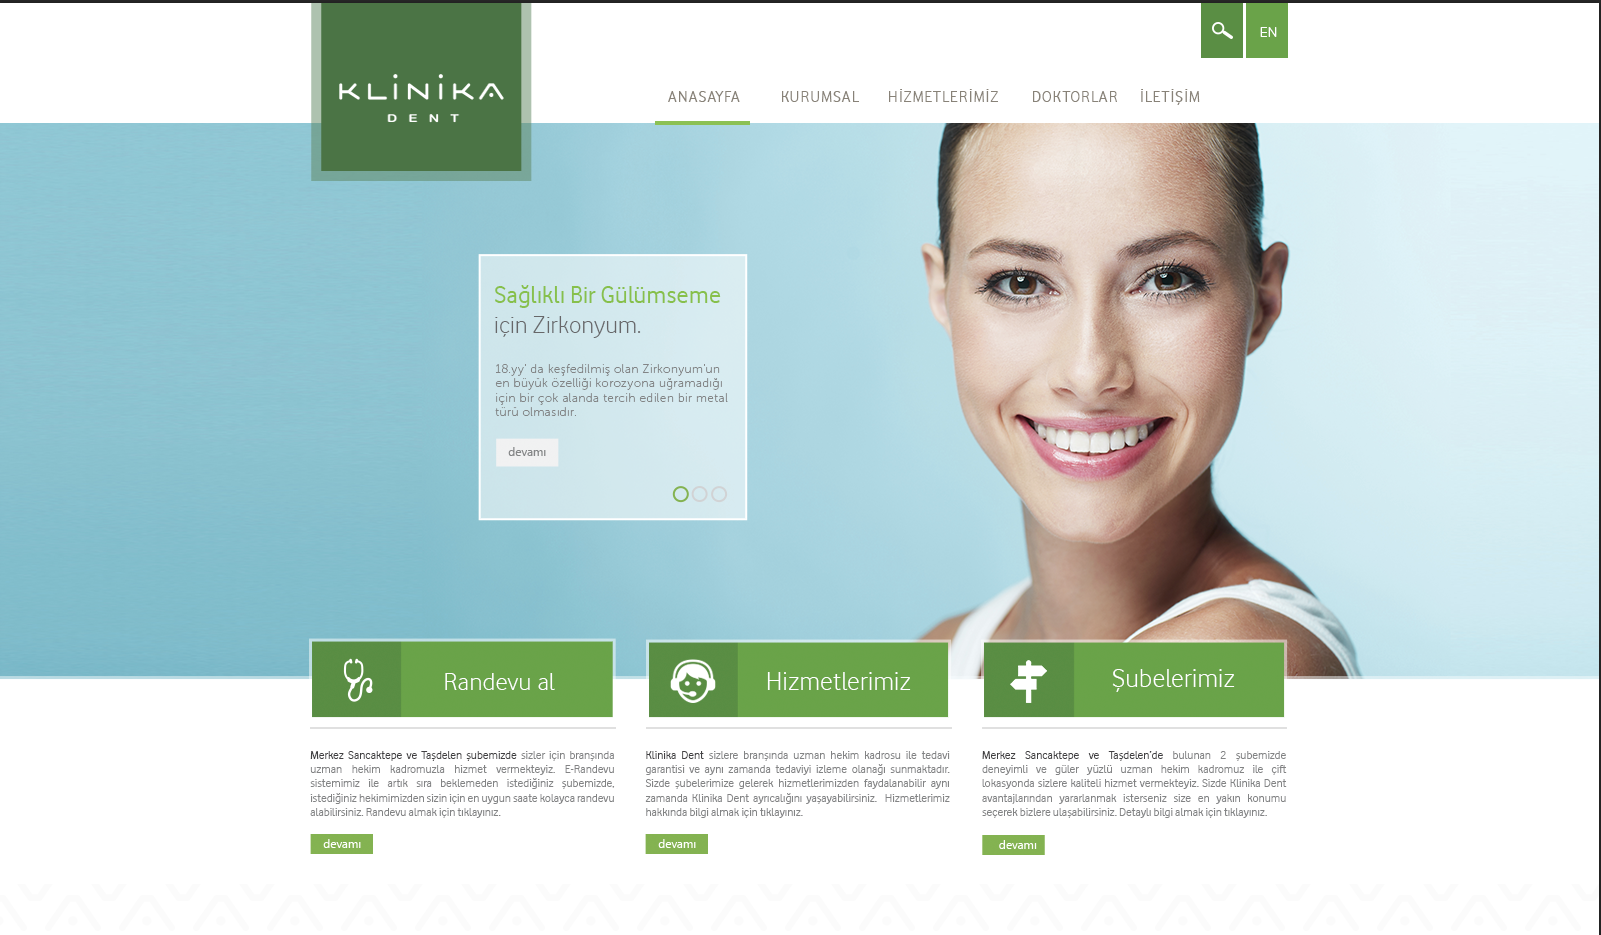 KLİNİKA
DENT
EN
ANASAYFA KURUMSAL HİZMETLERİMİZ DOKTORLAR İLETİŞİM
Sağlıklı Bir Gülümseme
için Zirkonyum.
18.yy' da keşfedilmiş olan Zirkonyum'un
en büyük özelliği korozyona uğramadığı
için bir çok alanda tercih edilen bir metal
türü olmasıdır.
devamı
Randevu al
Merkez Sancaktepe ve Taşdelen şubemizde sizler için branşında
uzman hekim kadromuzla hizmet vermekteyiz. E-Randevu
sistemimiz ile artık sıra beklemeden istediğiniz şubemizde,
istediğiniz hekimimizden sizin için en uygun saate kolayca randevu
alabilirsiniz. Randevu almak için tıklayınız.
devamı
Hizmetlerimiz
Klinika Dent sizlere branşında uzman hekim kadrosu ile tedavi
garantisi ve aynı zamanda tedaviyi izleme olanağı sunmaktadır.
Sizde şubelerimize gelerek hizmetlerimizden faydalanabilir aynı
zamanda Klinika Dent ayrıcalığını yaşayabilirsiniz. Hizmetlerimiz
hakkında bilgi almak için tıklayınız.
devamı
Şubelerimiz
Merkez Sancaktepe ve Taşdelen'de bulunan 2 şubemizde
deneyimli ve güler yüzlü uzman hekim kadromuz ile çift
lokasyonda sizlere kaliteli hizmet vermekteyiz. Sizde Klinika Dent
avantajlarından yararlanmak isterseniz size en yakın konumu
seçerek bizlere ulaşabilirsiniz. Detaylı bilgi almak için tıklayınız.
devamı